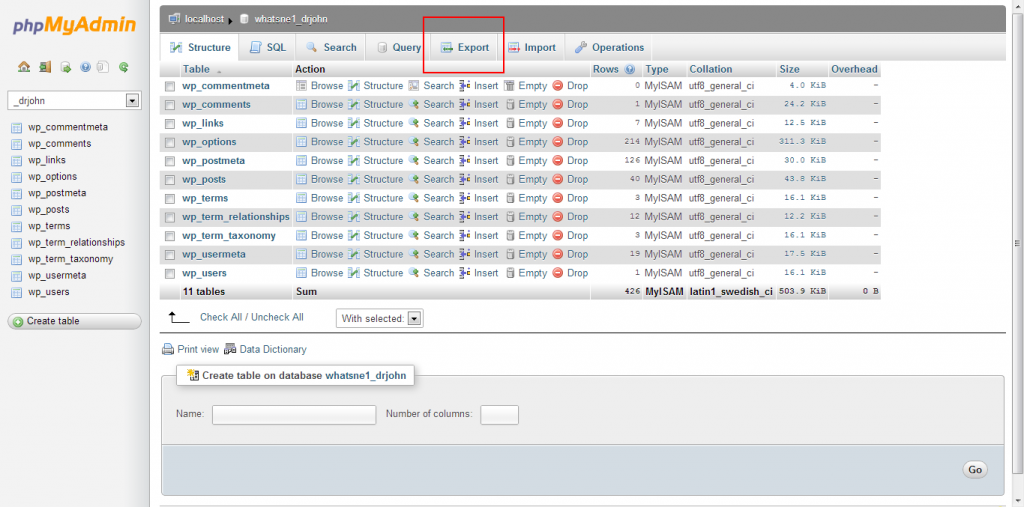 phpMyAdmin
_drjohn
wp_commentmeta
wp_comments
wp_links
wp_options
wp_postmeta
wp_posts
wp_terms
wp_term_relationships
wp_term_taxonomy
wp_usermeta
wp_users
Create table
localhost whatsne1_drjohn
Structure SQL Search Query Export Import Operations
Table Action Rows Type Collation Size Overhead
wp_commentmeta Browse Structure Search Insert Empty Drop 0 MyISAM utf8_general_ci 4.0 KiB -
wp_comments Browse Structure Search Insert Empty Drop 1 MyISAM utf8_general_ci 24.2 KiB -
wp_links Browse Structure Search Insert Empty Drop 7 MyISAM utf8_general_ci 12.5 KiB -
wp_options Browse Structure Search Insert Empty Drop 214 MyISAM utf8_general_ci 311.3 KiB -
wp_postmeta Browse Structure Search Insert Empty Drop 126 MyISAM utf8_general_ci 30.0 KiB -
wp_posts Browse Structure Search Insert Empty Drop 40 MyISAM utf8_general_ci 43.8 KiB -
wp_terms Browse Structure Search Insert Empty Drop 3 MyISAM utf8_general_ci 16.1 KiB -
wp_term_relationships Browse Structure Search Insert Empty Drop 12 MyISAM utf8_general_ci 12.2 KiB -
wp_term_taxonomy Browse Structure Search Insert Empty Drop 3 MyISAM utf8_general_ci 16.1 KiB -
wp_usermeta Browse Structure Search Insert Empty Drop 19 MyISAM utf8_general_ci 17.5 KiB -
wp_users Browse Structure Search Insert Empty Drop 1 MyISAM utf8_general_ci 16.1 KiB -
11 tables Sum 426 MyISAM latin1_swedish_ci 503.9 KiB 0 B
Check All / Uncheck All With selected:
Print view Data Dictionary
Create table on database whatsne1_drjohn
Name: Number of columns:
Go